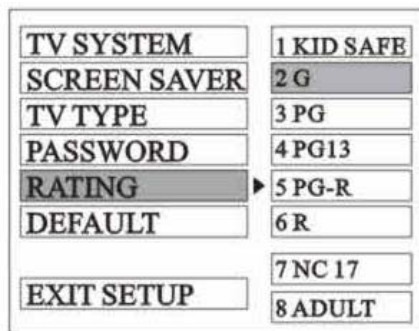 TV SYSTEM
SCREEN SAVER
TV TYPE
PASSWORD
RATING
DEFAULT
EXIT SETUP
1 KID SAFE
2 G
3 PG
4 PG13
5 PG-R
6 R
7 NC 17
8 ADULT